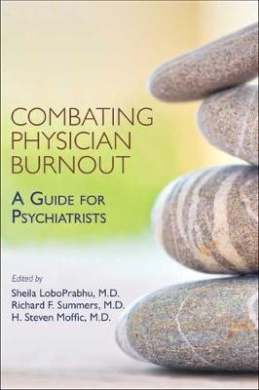 COMBATING
PHYSICIAN
BURNOUT
A GUIDE FOR
PSYCHIATRISTS
Edited by
Sheila LoboPrabhu, M.D.
Richard F. Summers, M.D.
H. Steven Moffic, M.D.